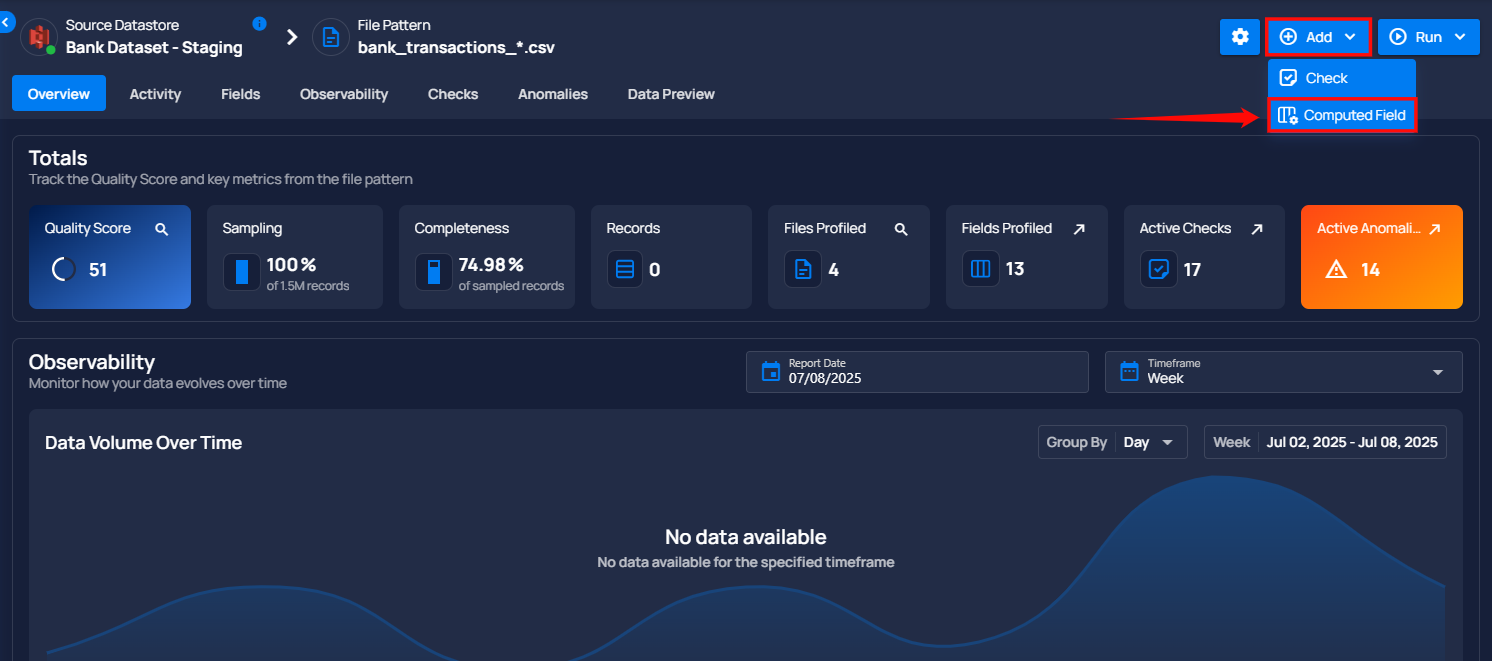 Source Datastore
Bank Dataset - Staging
File Pattern
bank_transactions_*.csv
Add
Run
Check
Computed Field
Overview
Activity
Fields
Observability
Checks
Anomalies
Data Preview
Totals
Track the Quality Score and key metrics from the file pattern
Quality Score
51
Sampling
100%
of 1.5M records
Completeness
74.98%
of sampled records
Records
0
Files Profiled
4
Fields Profiled
13
Active Checks
17
Active Anomali...
14
Observability
Monitor how your data evolves over time
Report Date
07/08/2025
Timeframe
Week
Data Volume Over Time
Group By Day
Week Jul 02, 2025 - Jul 08, 2025
No data available
No data available for the specified timeframe